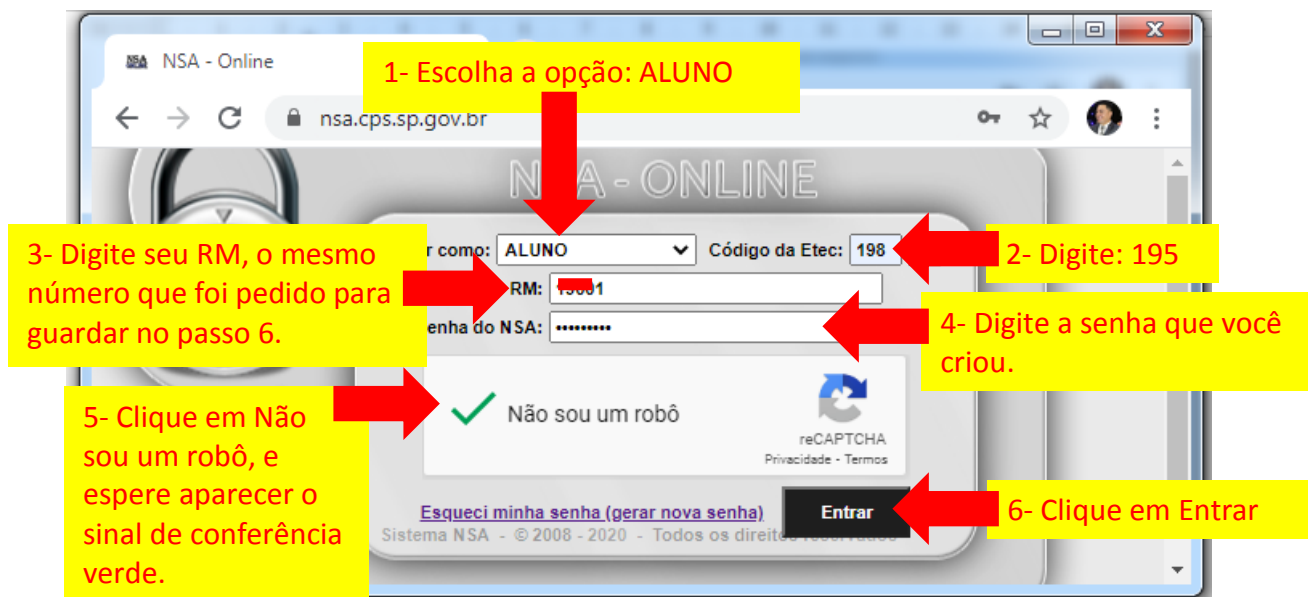 NSA - Online
1- Escolha a opção: ALUNO
nsa.cps.sp.gov.br
ONLINE
3- Digite seu RM, o mesmo
número que foi pedido para
guardar no passo 6.
como: ALUNO
Código da Etec: 198
2- Digite: 195
RM:
do NSA: •••••••••
4- Digite a senha que você
criou.
5- Clique em Não
sou um robô, e
espere aparecer o
sinal de conferência
verde.
Não sou um robô
reCAPTCHA
Privacidade - Termos
Esqueci minha senha (gerar nova senha)
Entrar
6- Clique em Entrar
Sistema NSA - © 2008 - 2020 - Todos os